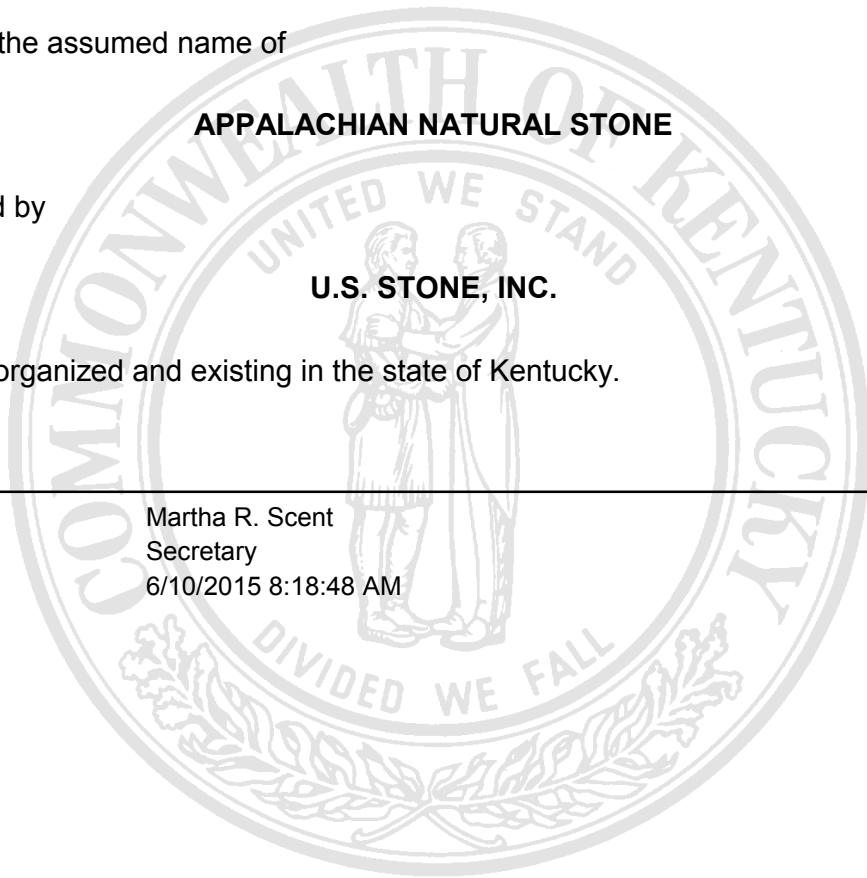 the assumed name of
APPALACHIAN NATURAL STONE
d by
U.S. STONE, INC.
organized and existing in the state of Kentucky.
Martha R. Scent
Secretary
6/10/2015 8:18:48 AM
COMMONWEALTH OF KENTUCKY
UNITED WE STAND
DIVIDED WE FALL